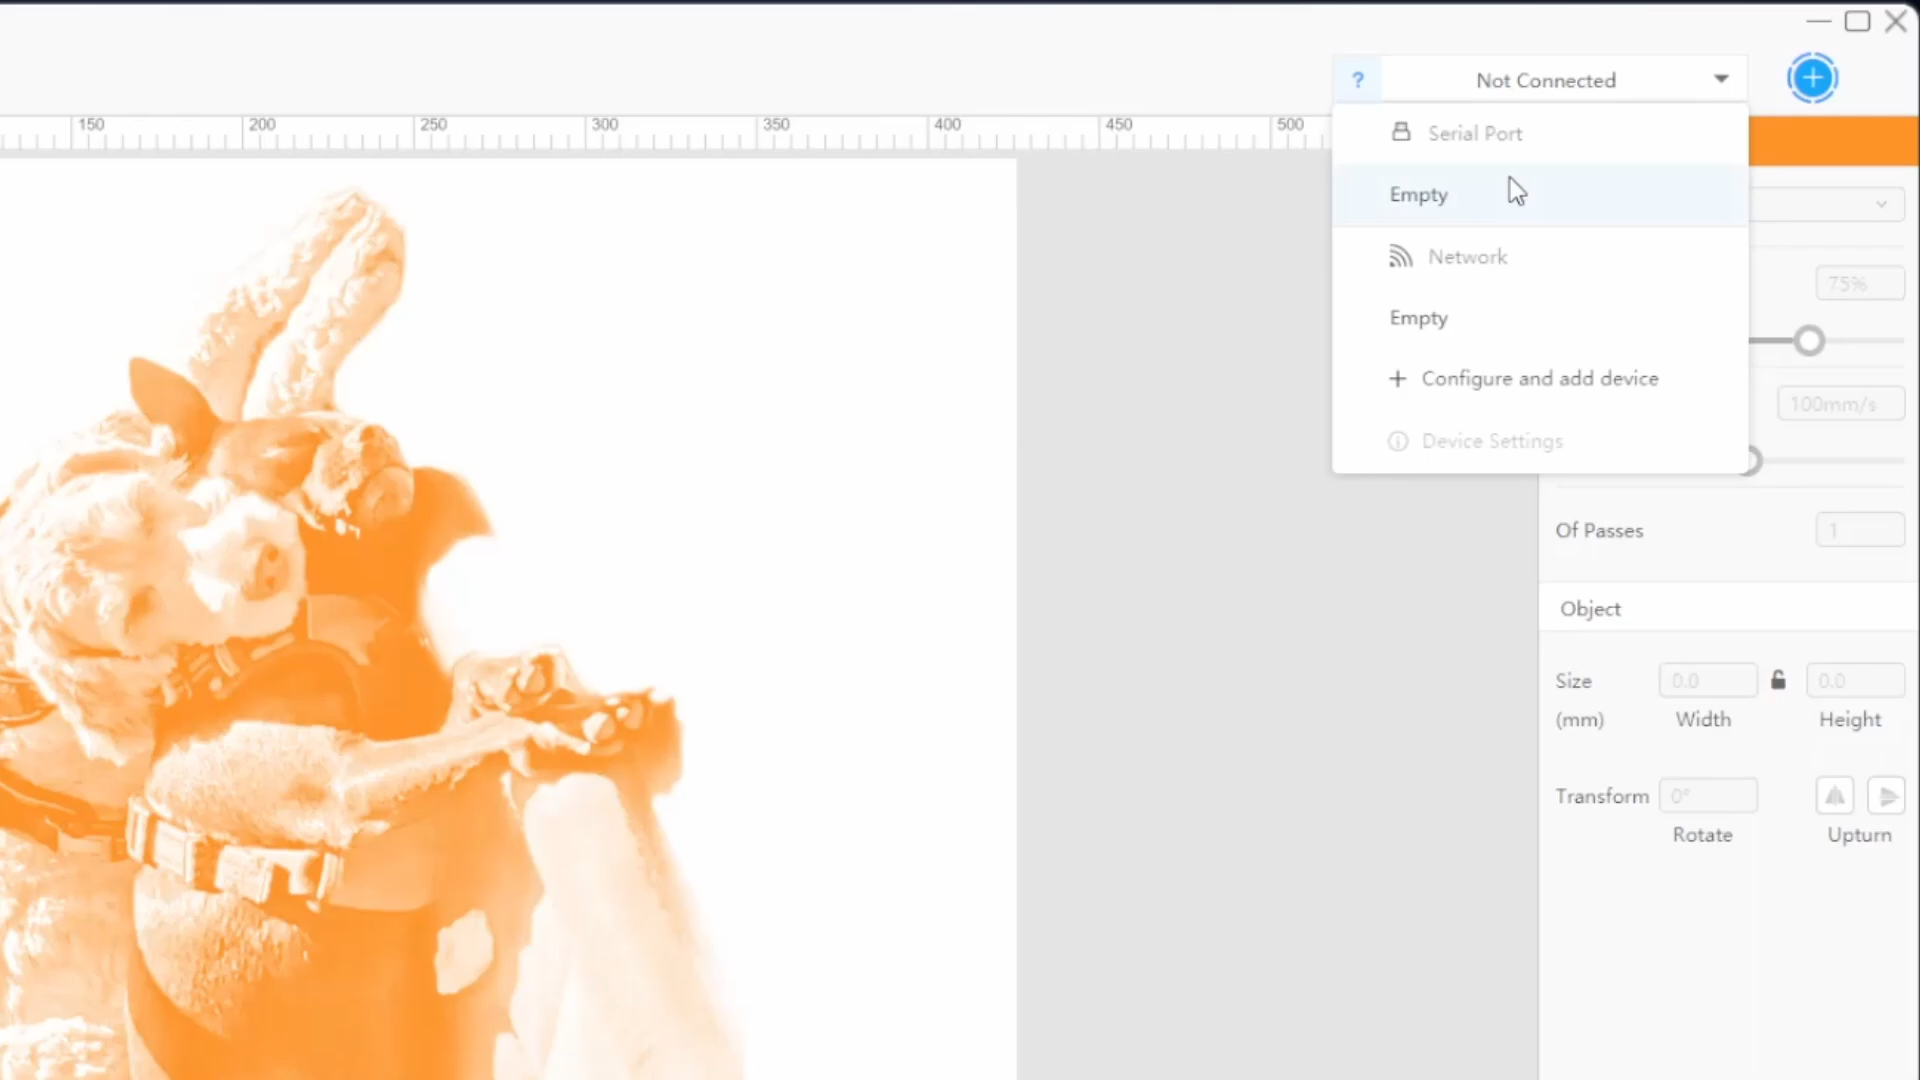 ? Not Connected
150 200 250 300 350 400 450 500
Serial Port
Empty
Network
Empty
+ Configure and add device
Device Settings
75%
100mm/s
Of Passes 1
Object
Size 0.0 0.0
(mm) Width Height
Transform 0°
Rotate Upturn